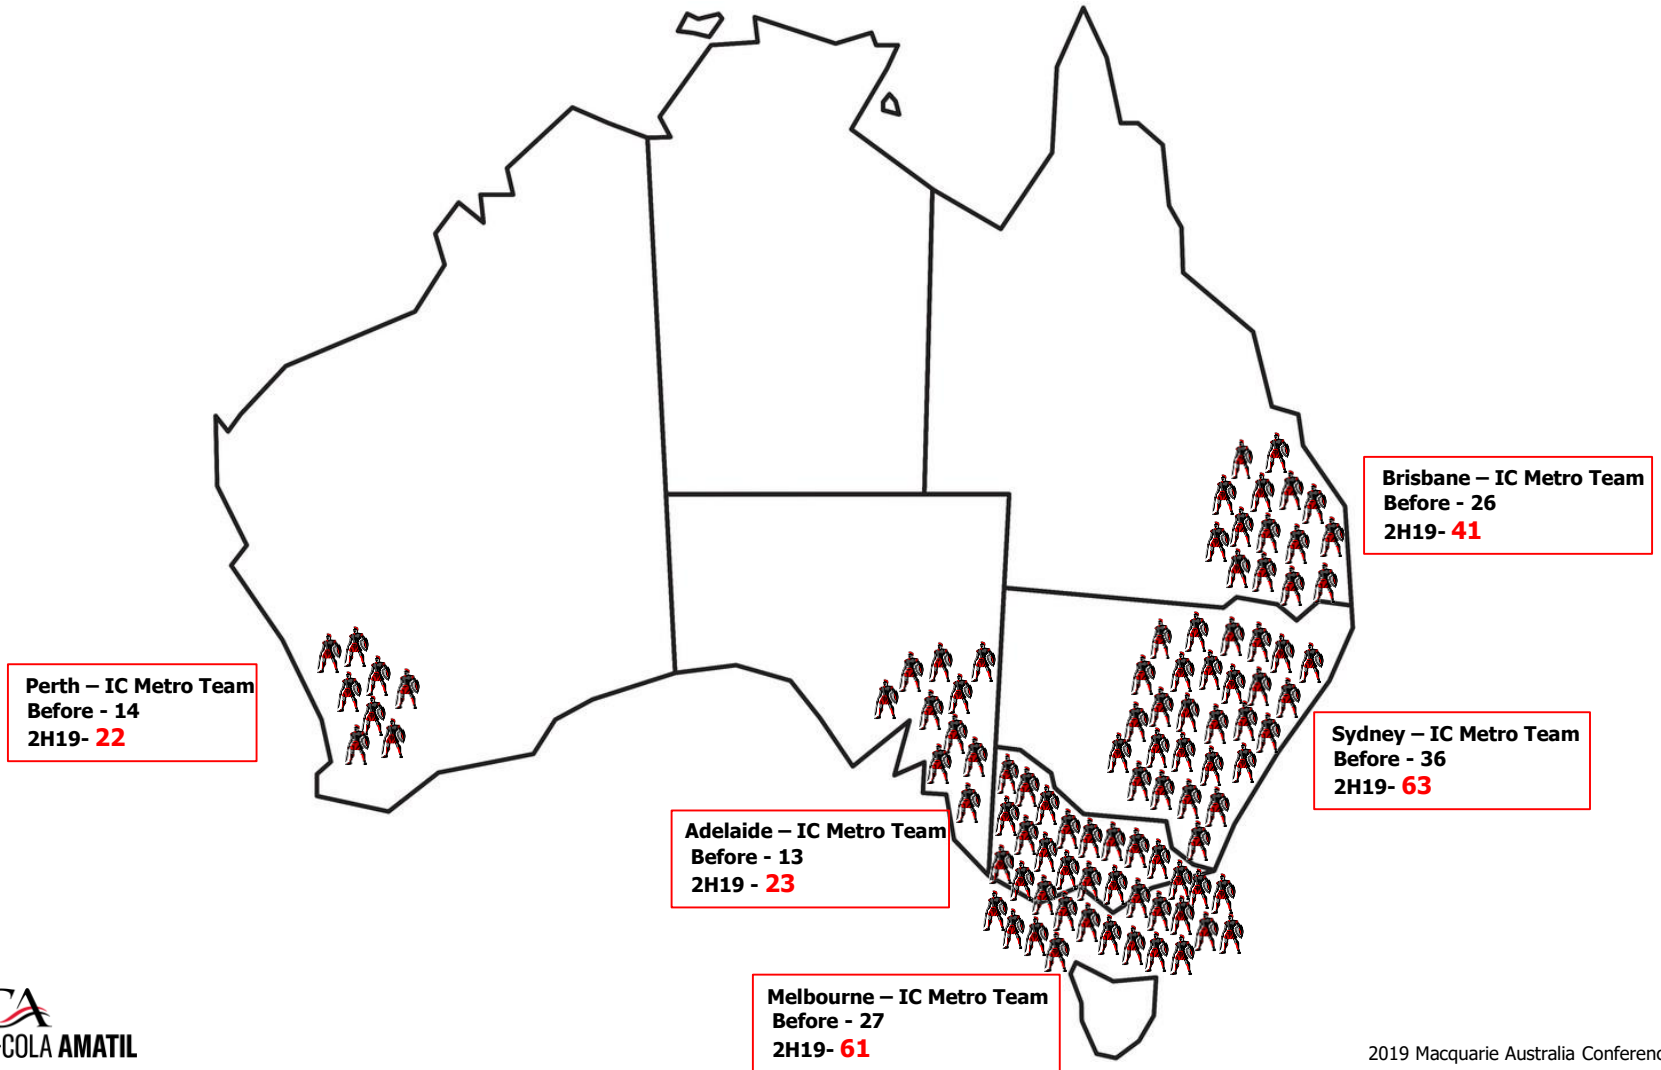 Brisbane – IC Metro Team
Before - 26
2H19- 41
Perth – IC Metro Team
Before - 14
2H19- 22
Sydney – IC Metro Team
Before - 36
2H19- 63
Adelaide – IC Metro Team
Before - 13
2H19 - 23
Melbourne – IC Metro Team
Before - 27
2H19- 61
CA
COLA AMATIL
2019 Macquarie Australia Conferenc